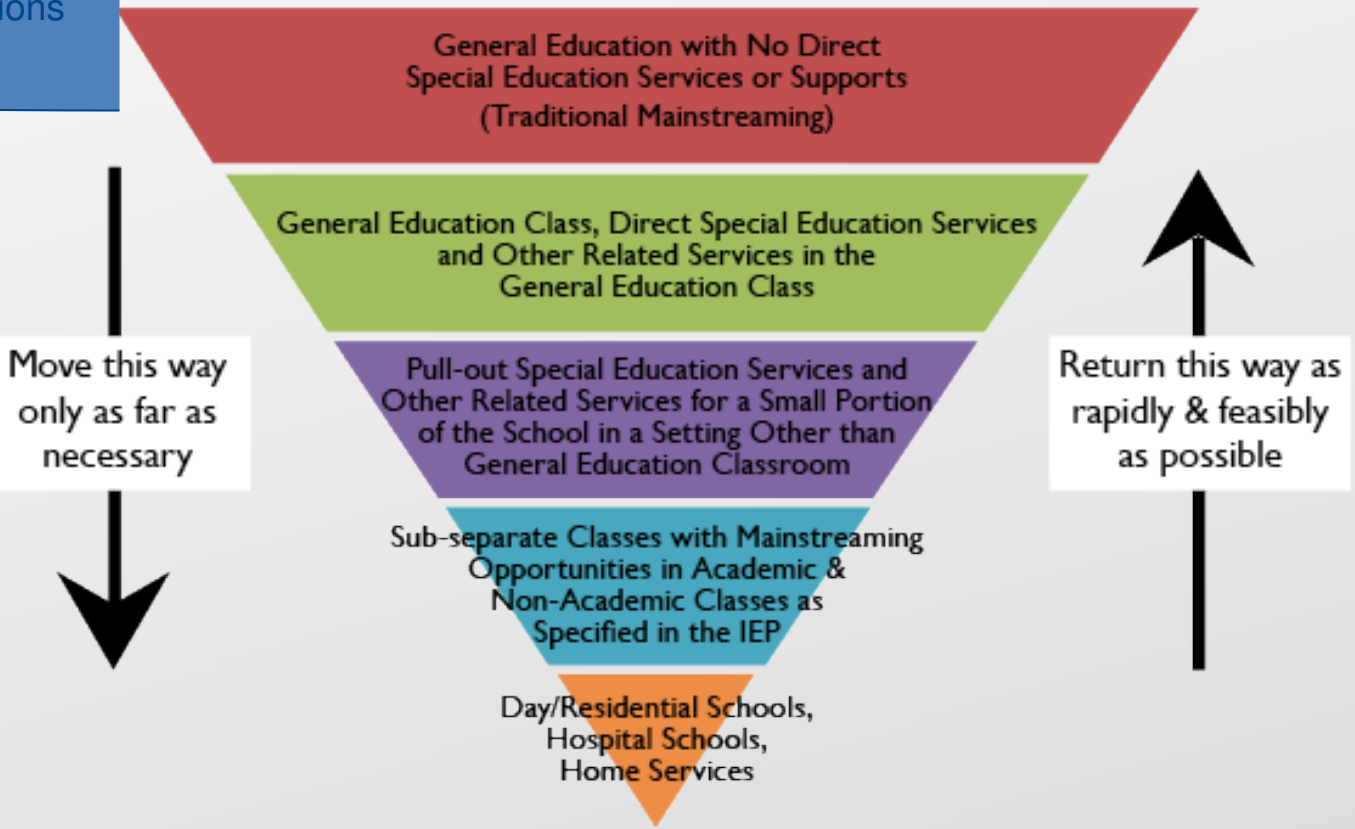 General Education with No Direct
Special Education Services or Supports
(Traditional Mainstreaming)
General Education Class, Direct Special Education Services
and Other Related Services in the
General Education Class
Move this way
only as far as
necessary
Pull-out Special Education Services and
Other Related Services for a Small Portion
of the School in a Setting Other than
General Education Classroom
Return this way as
rapidly & feasibly
as possible
Sub-separate Classes with Mainstreaming
Opportunities in Academic &
Non-Academic Classes as
Specified in the IEP
Day/Residential Schools,
Hospital Schools,
Home Services